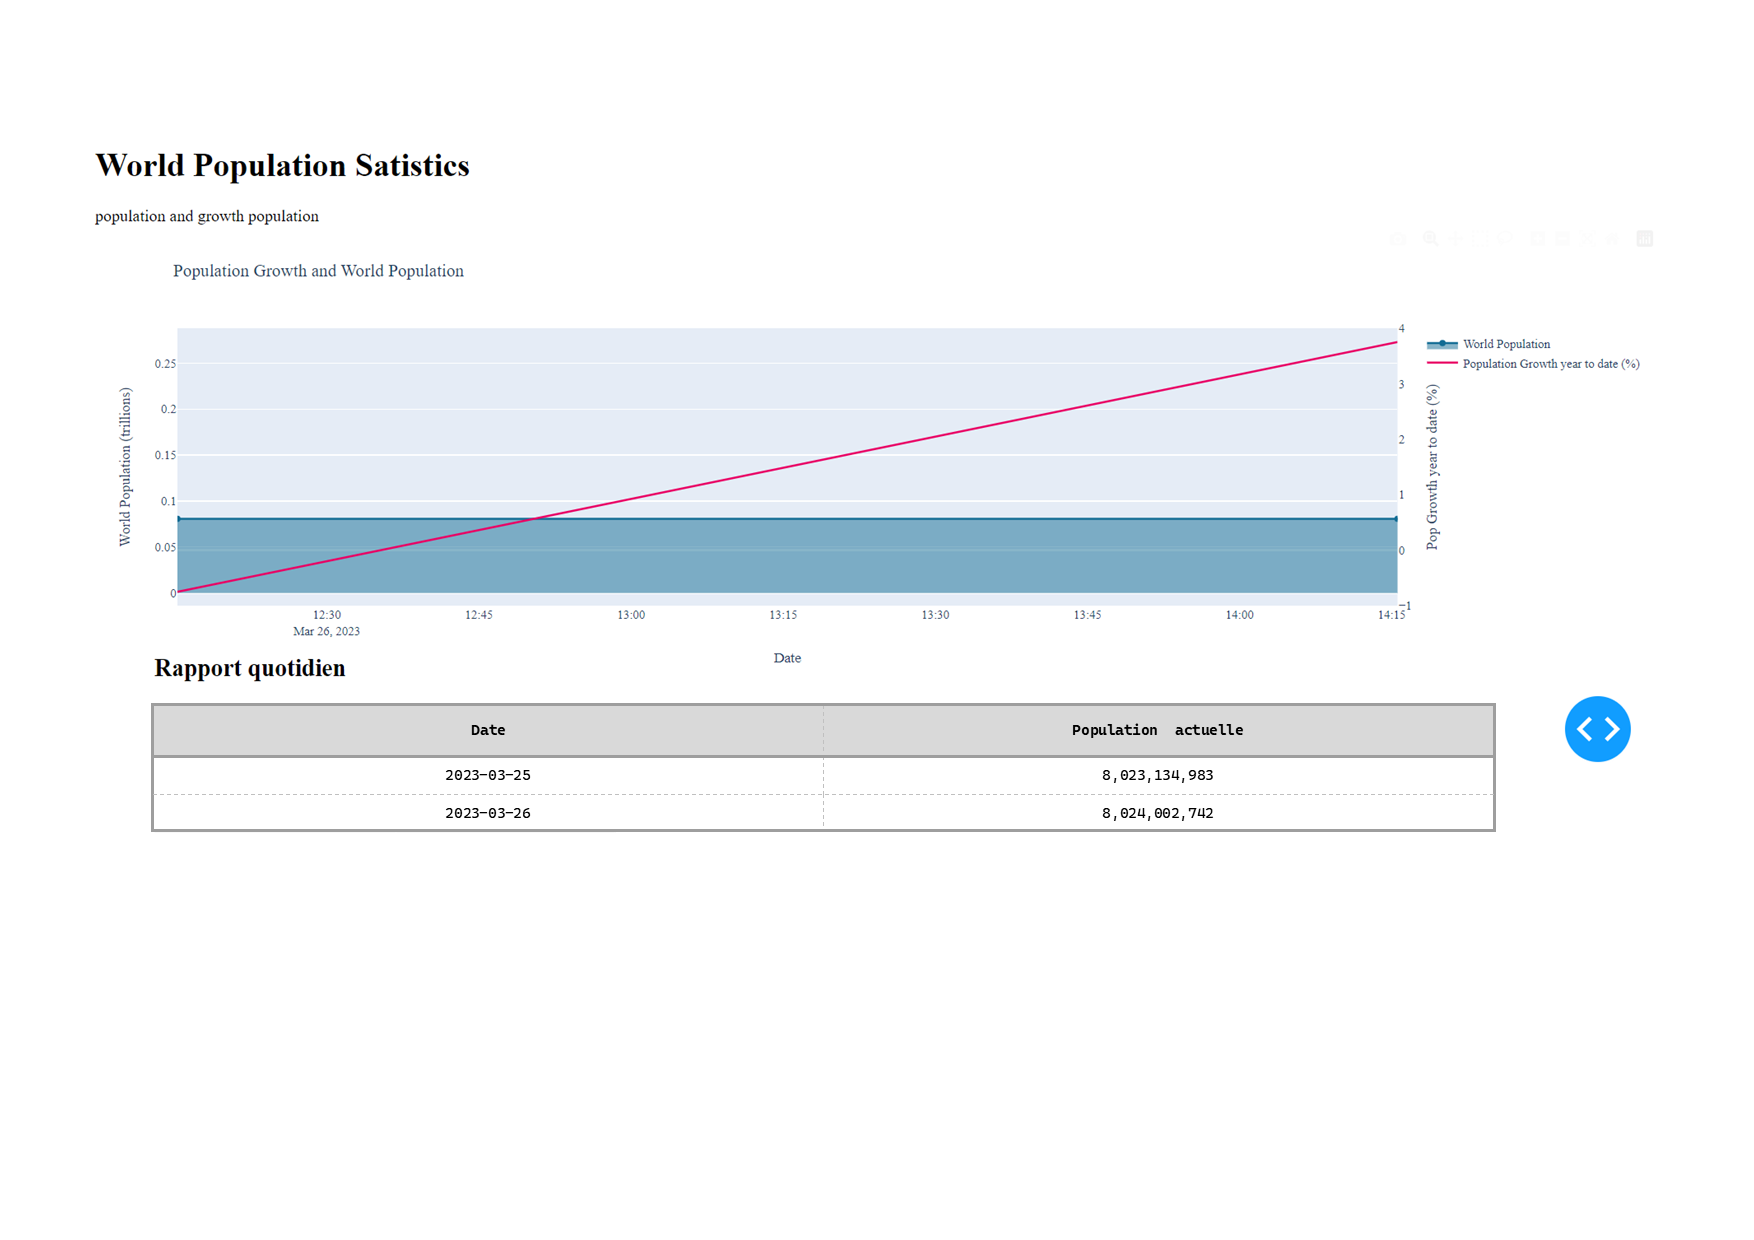 World Population Satistics
population and growth population
Population Growth and World Population
World Population (trillions)
0.25
0.2
0.15
0.1
0.05
0
4
3
2
1
0
−1
Pop Growth year to date (%)
World Population
Population Growth year to date (%)
12:30 12:45 13:00 13:15 13:30 13:45 14:00 14:15
Mar 26, 2023
Date
Rapport quotidien
Date Population actuelle
2023-03-25 8,023,134,983
2023-03-26 8,024,002,742